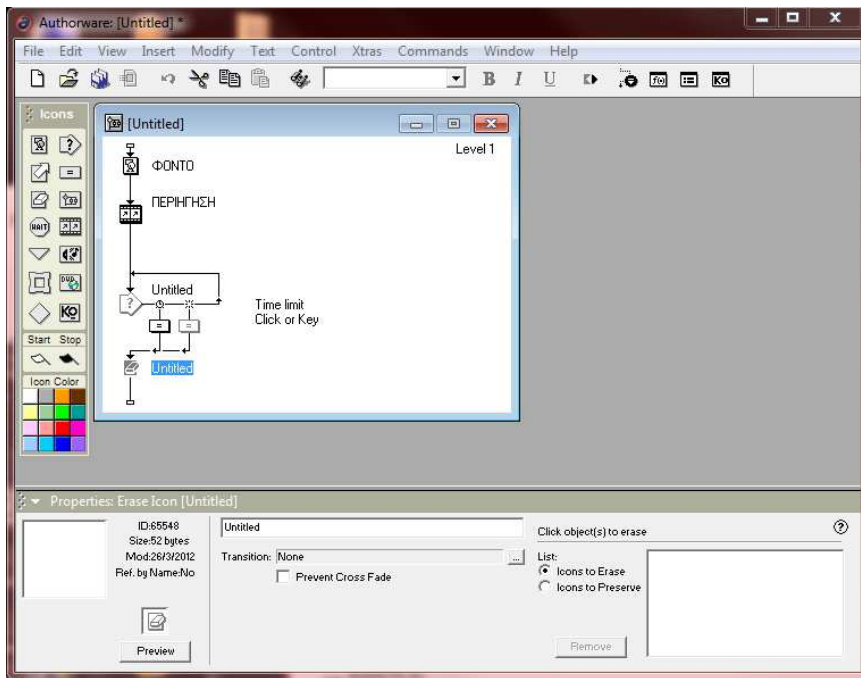 Authorware: [Untitled] *
File Edit View Insert Modify Text Control Xtras Commands Window Help
B I U
Icons
[Untitled]
Level 1
ΦΟΝΤΟ
ΠΕΡΙΗΓΗΣΗ
WAIT
DVD
KO
Untitled
Time limit
Click or Key
Start Stop
Untitled
Icon Color
Properties: Erase Icon [Untitled]
ID:65548
Size:52 bytes
Mod:26/3/2012
Ref. by Name:No
Preview
Untitled
Transition: None ...
Prevent Cross Fade
Click object(s) to erase
List:
Icons to Erase
Icons to Preserve
Remove